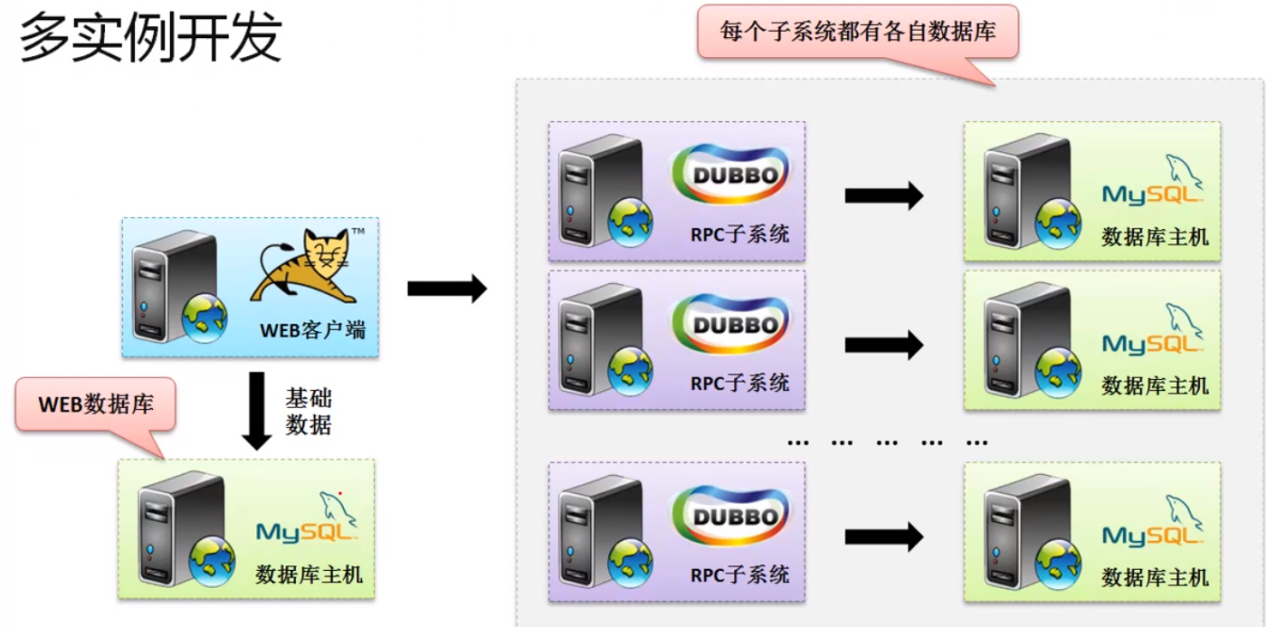 多实例开发
每个子系统都有各自数据库
DUBBO
RPC子系统
MySQL
数据库主机
TM
WEB客户端
DUBBO
RPC子系统
MySQL
数据库主机
WEB数据库
基础
数据
... ... ... ... ...
MySQL
数据库主机
DUBBO
RPC子系统
MySQL
数据库主机